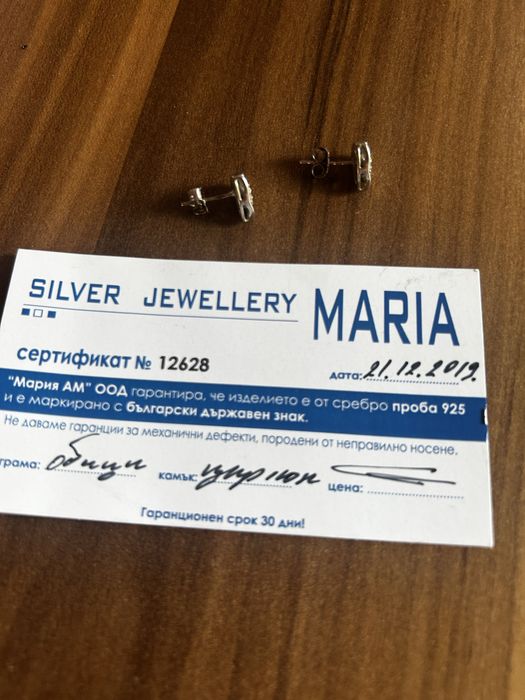 SILVER JEWELLERY MARIA
сертификат № 12628 дата: 21.12.2019
"Мария АМ" ООД гарантира, че изделието е от сребро проба 925
и е маркирано с български държавен знак.
Не даваме гаранции за механични дефекти, породени от неправилно носене.
грама: обици камък: циркон цена:
Гаранционен срок 30 дни!